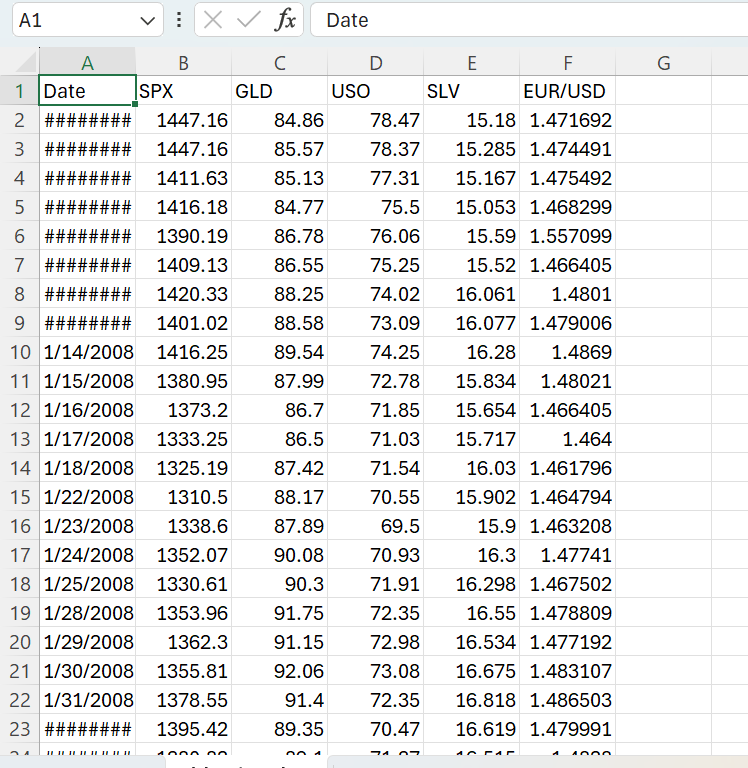 A1 fx Date
A B C D E F G
1 Date SPX GLD USO SLV EUR/USD
2 ######## 1447.16 84.86 78.47 15.18 1.471692
3 ######## 1447.16 85.57 78.37 15.285 1.474491
4 ######## 1411.63 85.13 77.31 15.167 1.475492
5 ######## 1416.18 84.77 75.5 15.053 1.468299
6 ######## 1390.19 86.78 76.06 15.59 1.557099
7 ######## 1409.13 86.55 75.25 15.52 1.466405
8 ######## 1420.33 88.25 74.02 16.061 1.4801
9 ######## 1401.02 88.58 73.09 16.077 1.479006
10 1/14/2008 1416.25 89.54 74.25 16.28 1.4869
11 1/15/2008 1380.95 87.99 72.78 15.834 1.48021
12 1/16/2008 1373.2 86.7 71.85 15.654 1.466405
13 1/17/2008 1333.25 86.5 71.03 15.717 1.464
14 1/18/2008 1325.19 87.42 71.54 16.03 1.461796
15 1/22/2008 1310.5 88.17 70.55 15.902 1.464794
16 1/23/2008 1338.6 87.89 69.5 15.9 1.463208
17 1/24/2008 1352.07 90.08 70.93 16.3 1.47741
18 1/25/2008 1330.61 90.3 71.91 16.298 1.467502
19 1/28/2008 1353.96 91.75 72.35 16.55 1.478809
20 1/29/2008 1362.3 91.15 72.98 16.534 1.477192
21 1/30/2008 1355.81 92.06 73.08 16.675 1.483107
22 1/31/2008 1378.55 91.4 72.35 16.818 1.486503
23 ######## 1395.42 89.35 70.47 16.619 1.479991